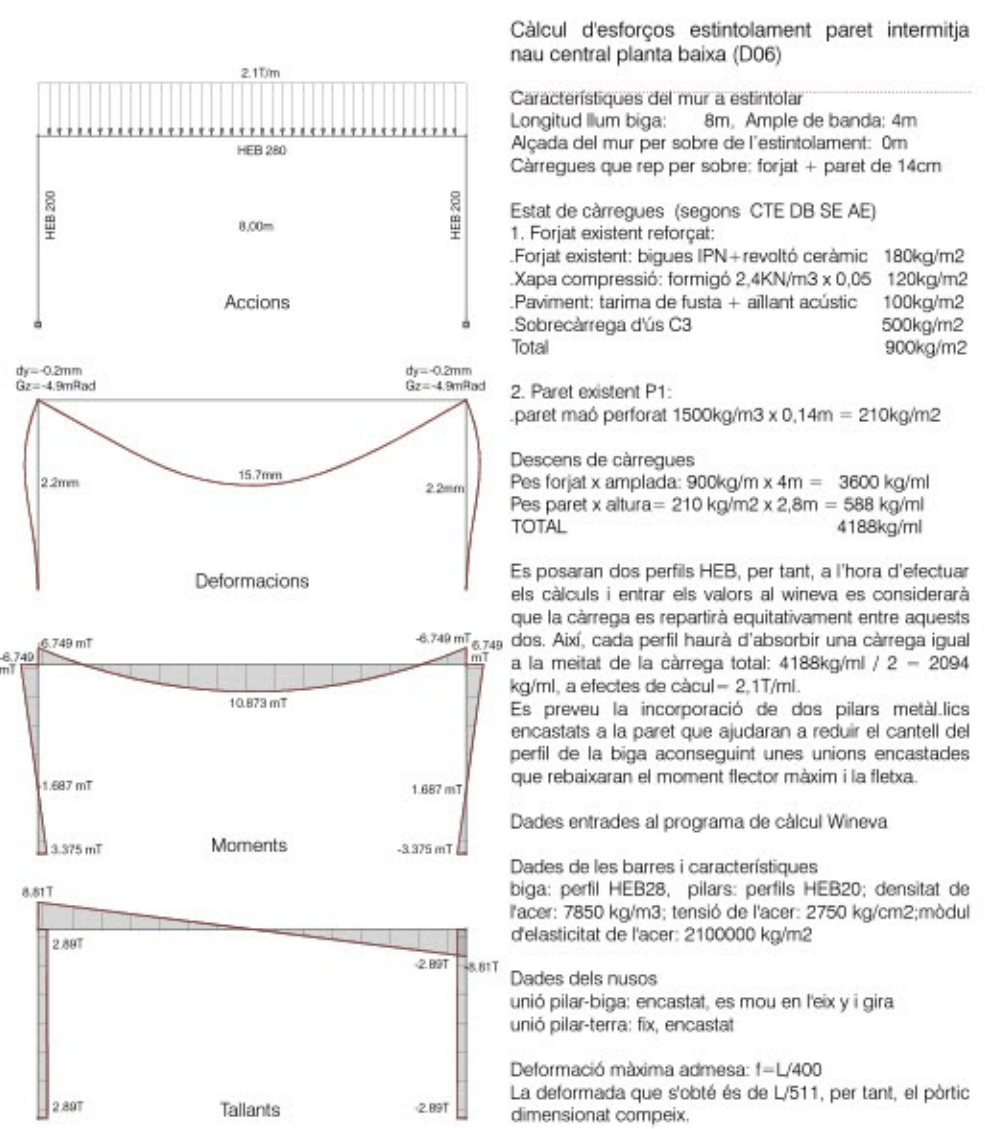 2.1T/m
HEB 280
HEB 200
HEB 200
8,00m
Accions
dy=-0.2mm
Gz=-4.9mRad
dy=-0.2mm
Gz=-4.9mRad
15.7mm
2.2mm
2.2mm
Deformacions
-6.749 mT
-6.749 mT
-6.749
mT
6.749
mT
10.873 mT
-1.687 mT
1.687 mT
Moments
3.375 mT
-3.375 mT
8.81T
2.89T
-2.89T
-8.81T
2.89T
Tallants
-2.89T
Càlcul d'esforços estintolament paret intermitja
nau central planta baixa (D06)
Característiques del mur a estintolar
Longitud llum biga: 8m, Ample de banda: 4m
Alçada del mur per sobre de l'estintolament: 0m
Càrregues que rep per sobre: forjat + paret de 14cm
Estat de càrregues (segons CTE DB SE AE)
1. Forjat existent reforçat:
.Forjat existent: bigues IPN+revoltó ceràmic 180kg/m2
.Xapa compressió: formigó 2,4KN/m3 x 0,05 120kg/m2
.Paviment: tarima de fusta + aïllant acústic 100kg/m2
.Sobrecàrrega d'ús C3 500kg/m2
Total 900kg/m2
2. Paret existent P1:
.paret maó perforat 1500kg/m3 x 0,14m = 210kg/m2
Descens de càrregues
Pes forjat x amplada: 900kg/m x 4m = 3600 kg/ml
Pes paret x altura= 210 kg/m2 x 2,8m = 588 kg/ml
TOTAL 4188kg/ml
Es posaran dos perfils HEB, per tant, a l'hora d'efectuar
els càlculs i entrar els valors al wineva es considerarà
que la càrrega es repartirà equitativament entre aquests
dos. Així, cada perfil haurà d'absorbir una càrrega igual
a la meitat de la càrrega total: 4188kg/ml / 2 = 2094
kg/ml, a efectes de càcul= 2,1T/ml.
Es preveu la incorporació de dos pilars metàl.lics
encastats a la paret que ajudaran a reduir el cantell del
perfil de la biga aconseguint unes unions encastades
que rebaixaran el moment flector màxim i la fletxa.
Dades entrades al programa de càlcul Wineva
Dades de les barres i característiques
biga: perfil HEB28, pilars: perfils HEB20; densitat de
l'acer: 7850 kg/m3; tensió de l'acer: 2750 kg/cm2;mòdul
d'elasticitat de l'acer: 2100000 kg/m2
Dades dels nusos
unió pilar-biga: encastat, es mou en l'eix y i gira
unió pilar-terra: fix, encastat
Deformació màxima admesa: f=L/400
La deformada que s'obté és de L/511, per tant, el pòrtic
dimensionat compeix.